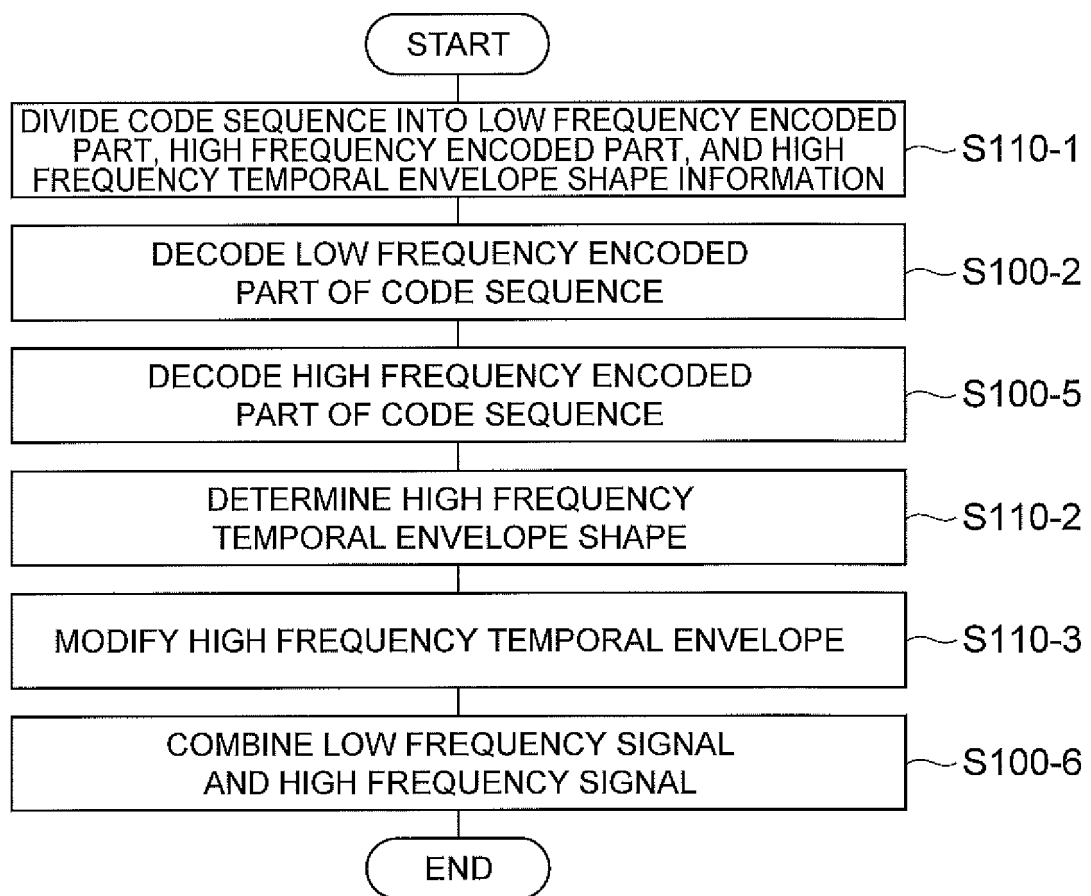 START
DIVIDE CODE SEQUENCE INTO LOW FREQUENCY ENCODED
PART, HIGH FREQUENCY ENCODED PART, AND HIGH
FREQUENCY TEMPORAL ENVELOPE SHAPE INFORMATION
S110-1
DECODE LOW FREQUENCY ENCODED
PART OF CODE SEQUENCE
S100-2
DECODE HIGH FREQUENCY ENCODED
PART OF CODE SEQUENCE
S100-5
DETERMINE HIGH FREQUENCY
TEMPORAL ENVELOPE SHAPE
S110-2
MODIFY HIGH FREQUENCY TEMPORAL ENVELOPE
S110-3
COMBINE LOW FREQUENCY SIGNAL
AND HIGH FREQUENCY SIGNAL
S100-6
END